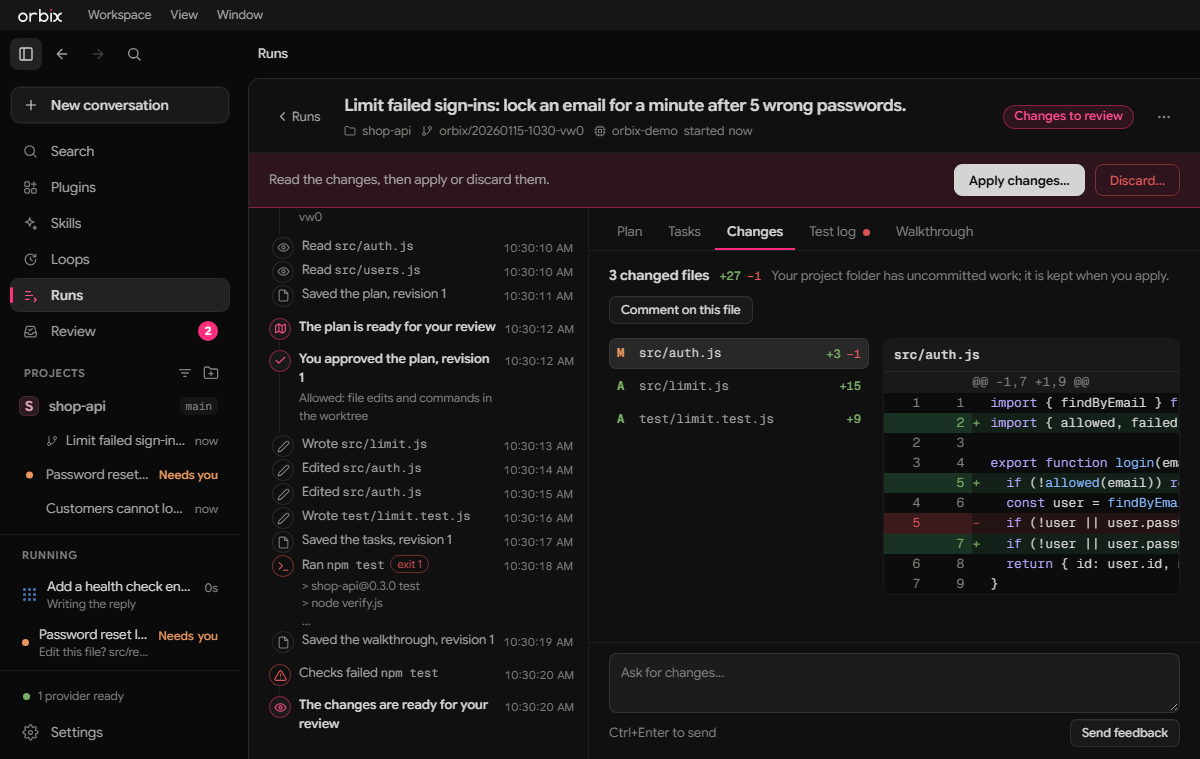 orbix Workspace View Window
Runs
New conversation
Search
Plugins
Skills
Loops
Runs
Review 2
PROJECTS
S shop-api main
Limit failed sign-in... now
Password reset... Needs you
Customers cannot lo... now
RUNNING
Add a health check en... 0s
Writing the reply
Password reset l... Needs you
Edit this file? src/re...
1 provider ready
Settings
Runs
Limit failed sign-ins: lock an email for a minute after 5 wrong passwords.
shop-api orbix/20260115-1030-vw0 orbix-demo started now
Changes to review
Read the changes, then apply or discard them.
Apply changes...
Discard...
vw0
Read src/auth.js 10:30:10 AM
Read src/users.js 10:30:10 AM
Saved the plan, revision 1 10:30:11 AM
The plan is ready for your review 10:30:12 AM
You approved the plan, revision 10:30:12 AM
1
Allowed: file edits and commands in
the worktree
Wrote src/limit.js 10:30:13 AM
Edited src/auth.js 10:30:14 AM
Edited src/auth.js 10:30:15 AM
Wrote test/limit.test.js 10:30:16 AM
Saved the tasks, revision 1 10:30:17 AM
Ran npm test exit 1 10:30:18 AM
> shop-api@0.3.0 test
> node verify.js
...
Saved the walkthrough, revision 1 10:30:19 AM
Checks failed npm test 10:30:20 AM
The changes are ready for your 10:30:20 AM
review
Plan Tasks Changes Test log Walkthrough
3 changed files +27 −1 Your project folder has uncommitted work; it is kept when you apply.
Comment on this file
M src/auth.js +3 −1
A src/limit.js +15
A test/limit.test.js +9
src/auth.js
@@ -1,7 +1,9 @@
1 1 import { findByEmail } f
2 + import { allowed, failed
2 3
3 4 export function login(ema
5 + if (!allowed(email)) re
4 6 const user = findByEma
5 − if (!user || user.passw
7 + if (!user || user.passw
6 8 return { id: user.id,
7 9 }
Ask for changes...
Ctrl+Enter to send
Send feedback